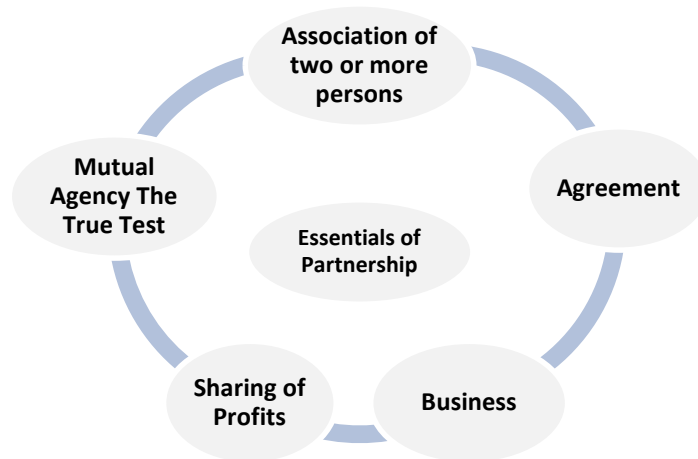 Association of
two or more
persons
Agreement
Business
Sharing of
Profits
Mutual
Agency The
True Test
Essentials of
Partnership